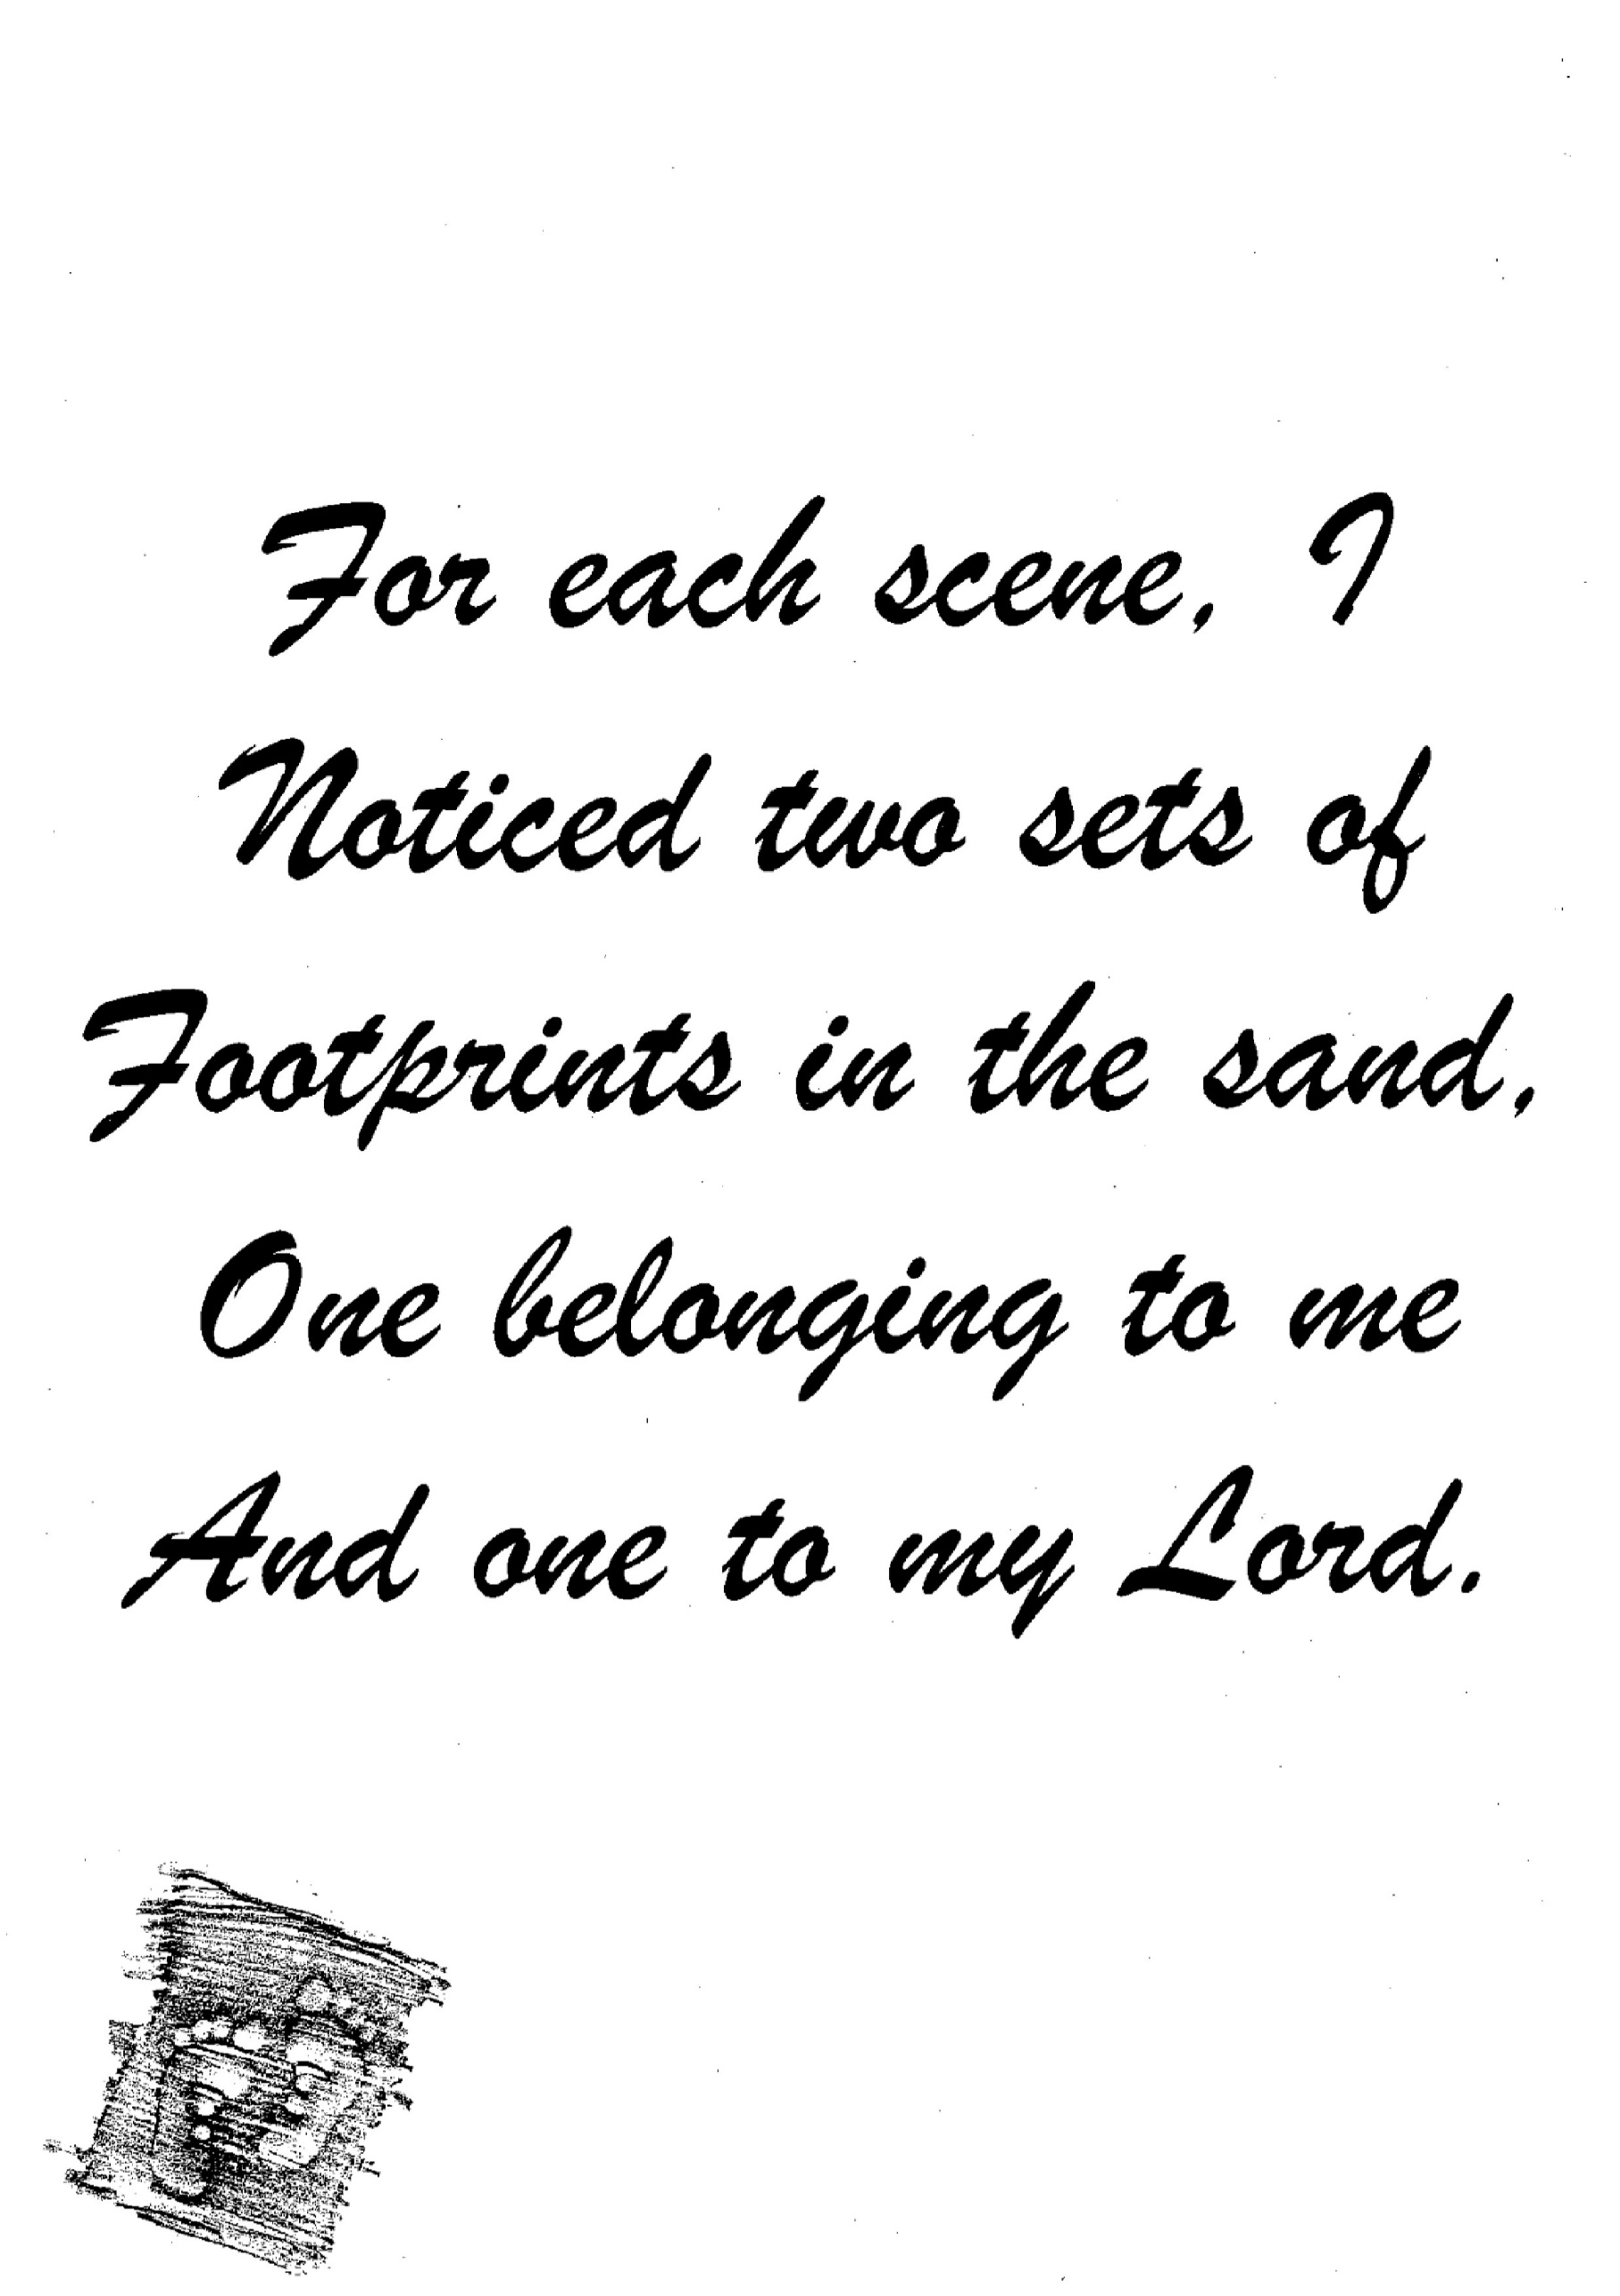 For each scene, I
Noticed two sets of
Footprints in the sand,
One belonging to me
And one to my Lord.